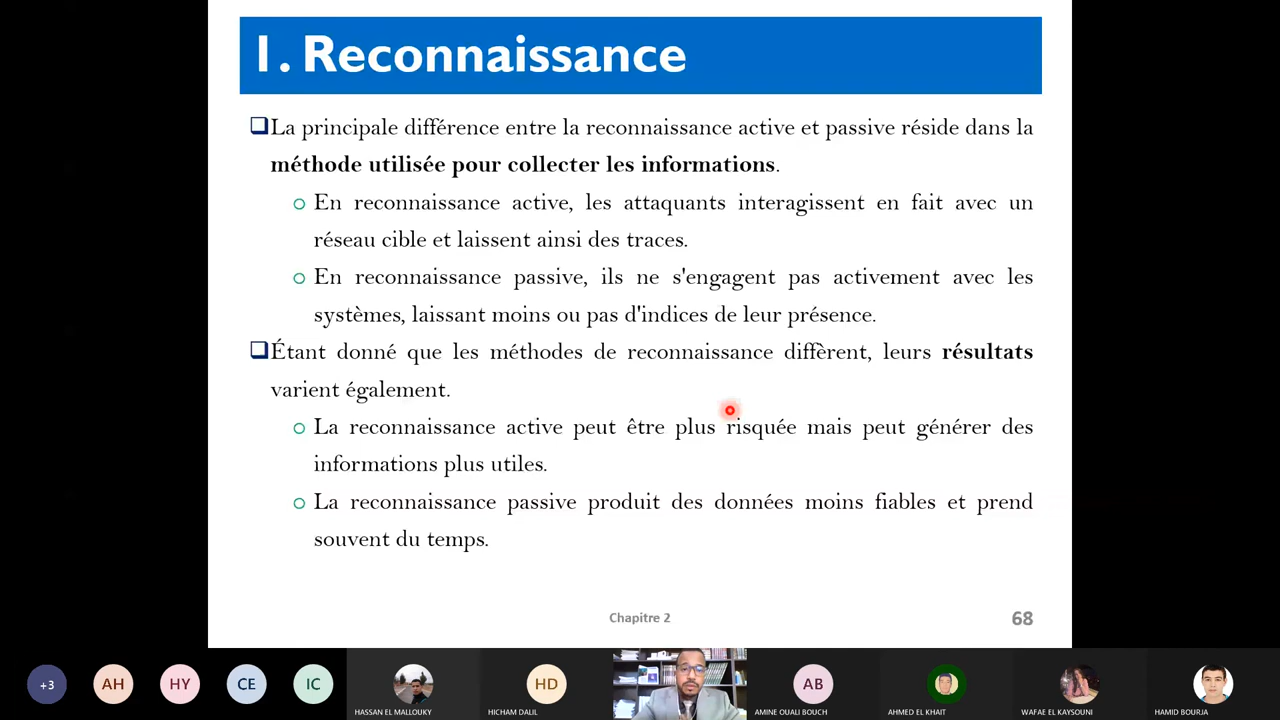 1. Reconnaissance
La principale différence entre la reconnaissance active et passive réside dans la
méthode utilisée pour collecter les informations.
En reconnaissance active, les attaquants interagissent en fait avec un
réseau cible et laissent ainsi des traces.
En reconnaissance passive, ils ne s'engagent pas activement avec les
systèmes, laissant moins ou pas d'indices de leur présence.
Étant donné que les méthodes de reconnaissance diffèrent, leurs résultats
varient également.
La reconnaissance active peut être plus risquée mais peut générer des
informations plus utiles.
La reconnaissance passive produit des données moins fiables et prend
souvent du temps.
Chapitre 2
68
+3
AH
HY
CE
IC
HASSAN EL MALLOUKY
HD
HICHAM DALIL
AB
AMINE OUALI BOUCH
AHMED EL KHAIT
WAFAE EL KAYSOUNI
HAMID BOURJA